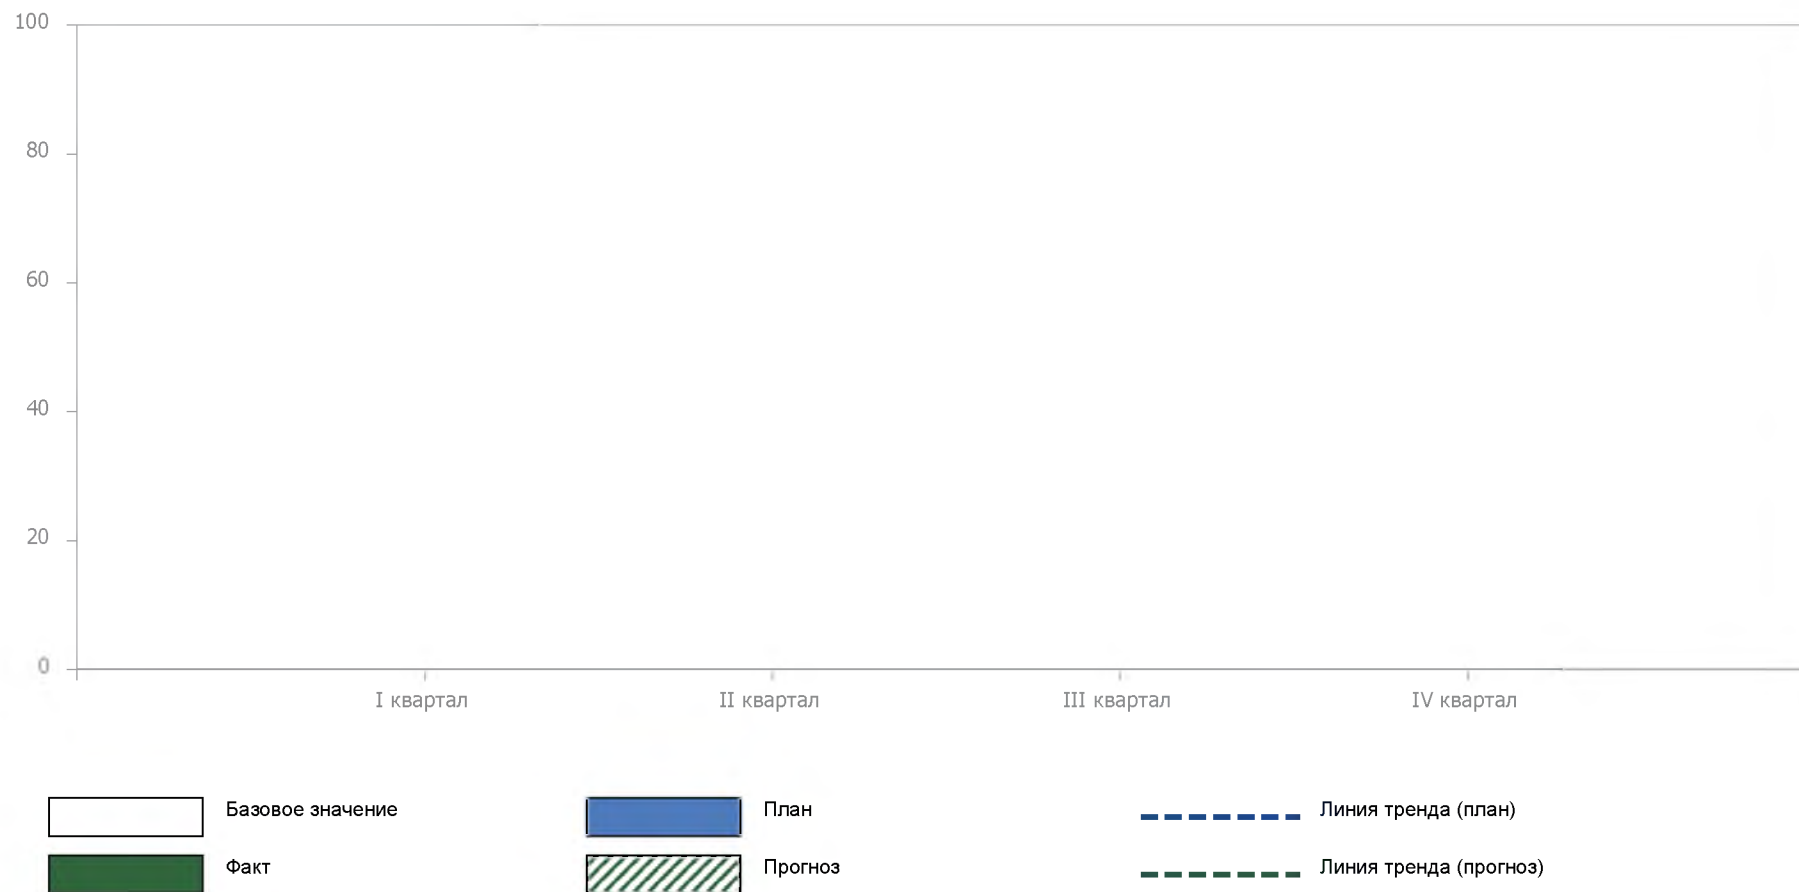 100
80
60
40
20
0
I квартал II квартал III квартал IV квартал
Базовое значение План Линия тренда (план)
Факт Прогноз Линия тренда (прогноз)